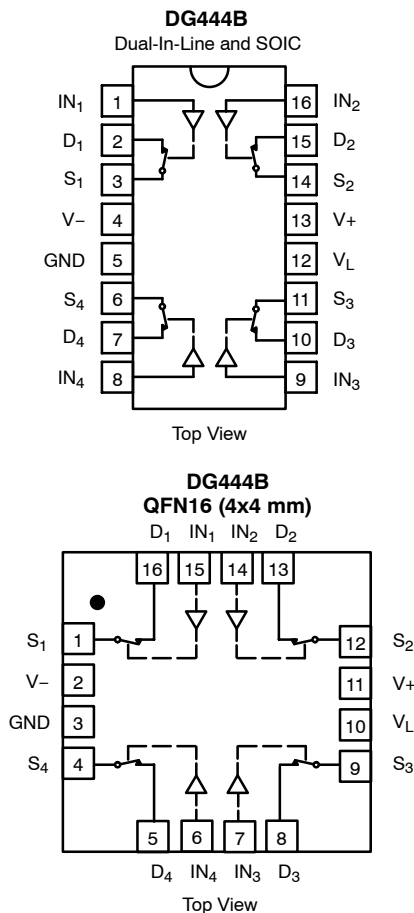 DG444B
Dual-In-Line and SOIC
IN1 1 16 IN2
D1 2 15 D2
S1 3 14 S2
V− 4 13 V+
GND 5 12 VL
S4 6 11 S3
D4 7 10 D3
IN4 8 9 IN3
Top View
DG444B
QFN16 (4x4 mm)
D1 IN1 IN2 D2
16 15 14 13
S1 1 12 S2
V− 2 11 V+
GND 3 10 VL
S4 4 9 S3
5 6 7 8
D4 IN4 IN3 D3
Top View